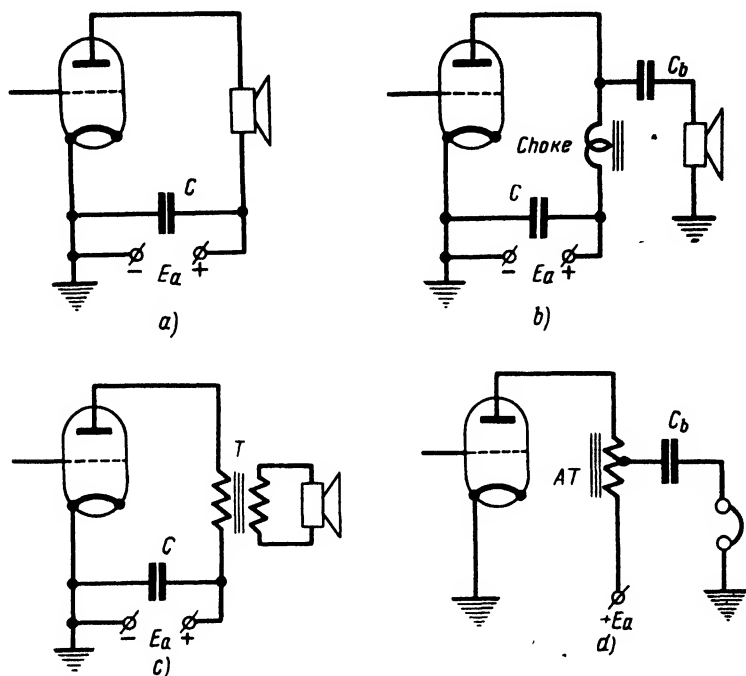 C
− Ea +
a)
Cb
Choke
C
− Ea +
b)
T
C
− Ea +
c)
Cb
AT
+Ea
d)